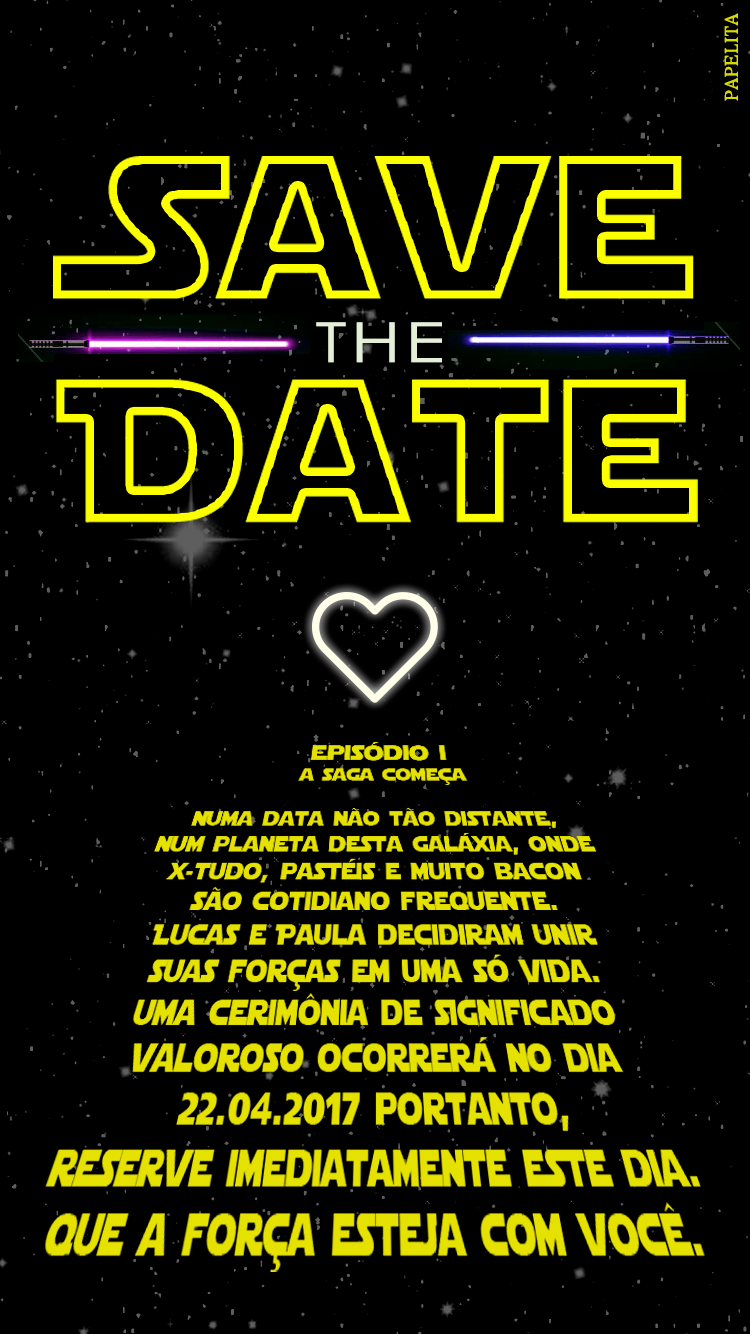 PAPELITA
SAVE
THE
DATE
EPISÓDIO I
A SAGA COMEÇA
NUMA DATA NÃO TÃO DISTANTE,
NUM PLANETA DESTA GALÁXIA, ONDE
X-TUDO, PASTÉIS E MUITO BACON
SÃO COTIDIANO FREQUENTE.
LUCAS E PAULA DECIDIRAM UNIR
SUAS FORÇAS EM UMA SÓ VIDA.
UMA CERIMÔNIA DE SIGNIFICADO
VALOROSO OCORRERÁ NO DIA
22.04.2017 PORTANTO,
RESERVE IMEDIATAMENTE ESTE DIA.
QUE A FORÇA ESTEJA COM VOCÊ.